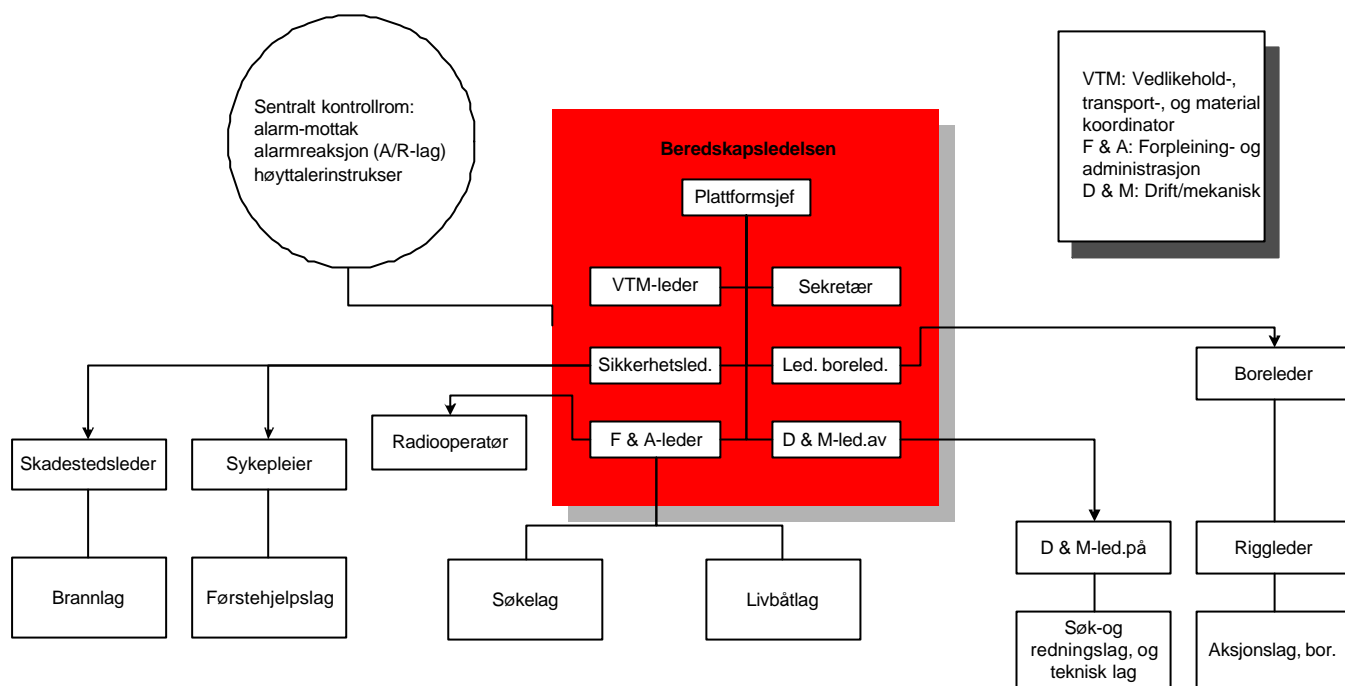 Sentralt kontrollrom:
alarm-mottak
alarmreaksjon (A/R-lag)
høyttalerinstrukser
VTM: Vedlikehold-,
transport-, og material
koordinator
F & A: Forpleining- og
administrasjon
D & M: Drift/mekanisk
Beredskapsledelsen
Plattformsjef
VTM-leder
Sekretær
Sikkerhetsled.
Led. boreled.
Boreleder
Radiooperatør
F & A-leder
D & M-led.av
Skadestedsleder
Sykepleier
D & M-led.på
Riggleder
Brannlag
Førstehjelpslag
Søkelag
Livbåtlag
Søk-og
redningslag, og
teknisk lag
Aksjonslag, bor.